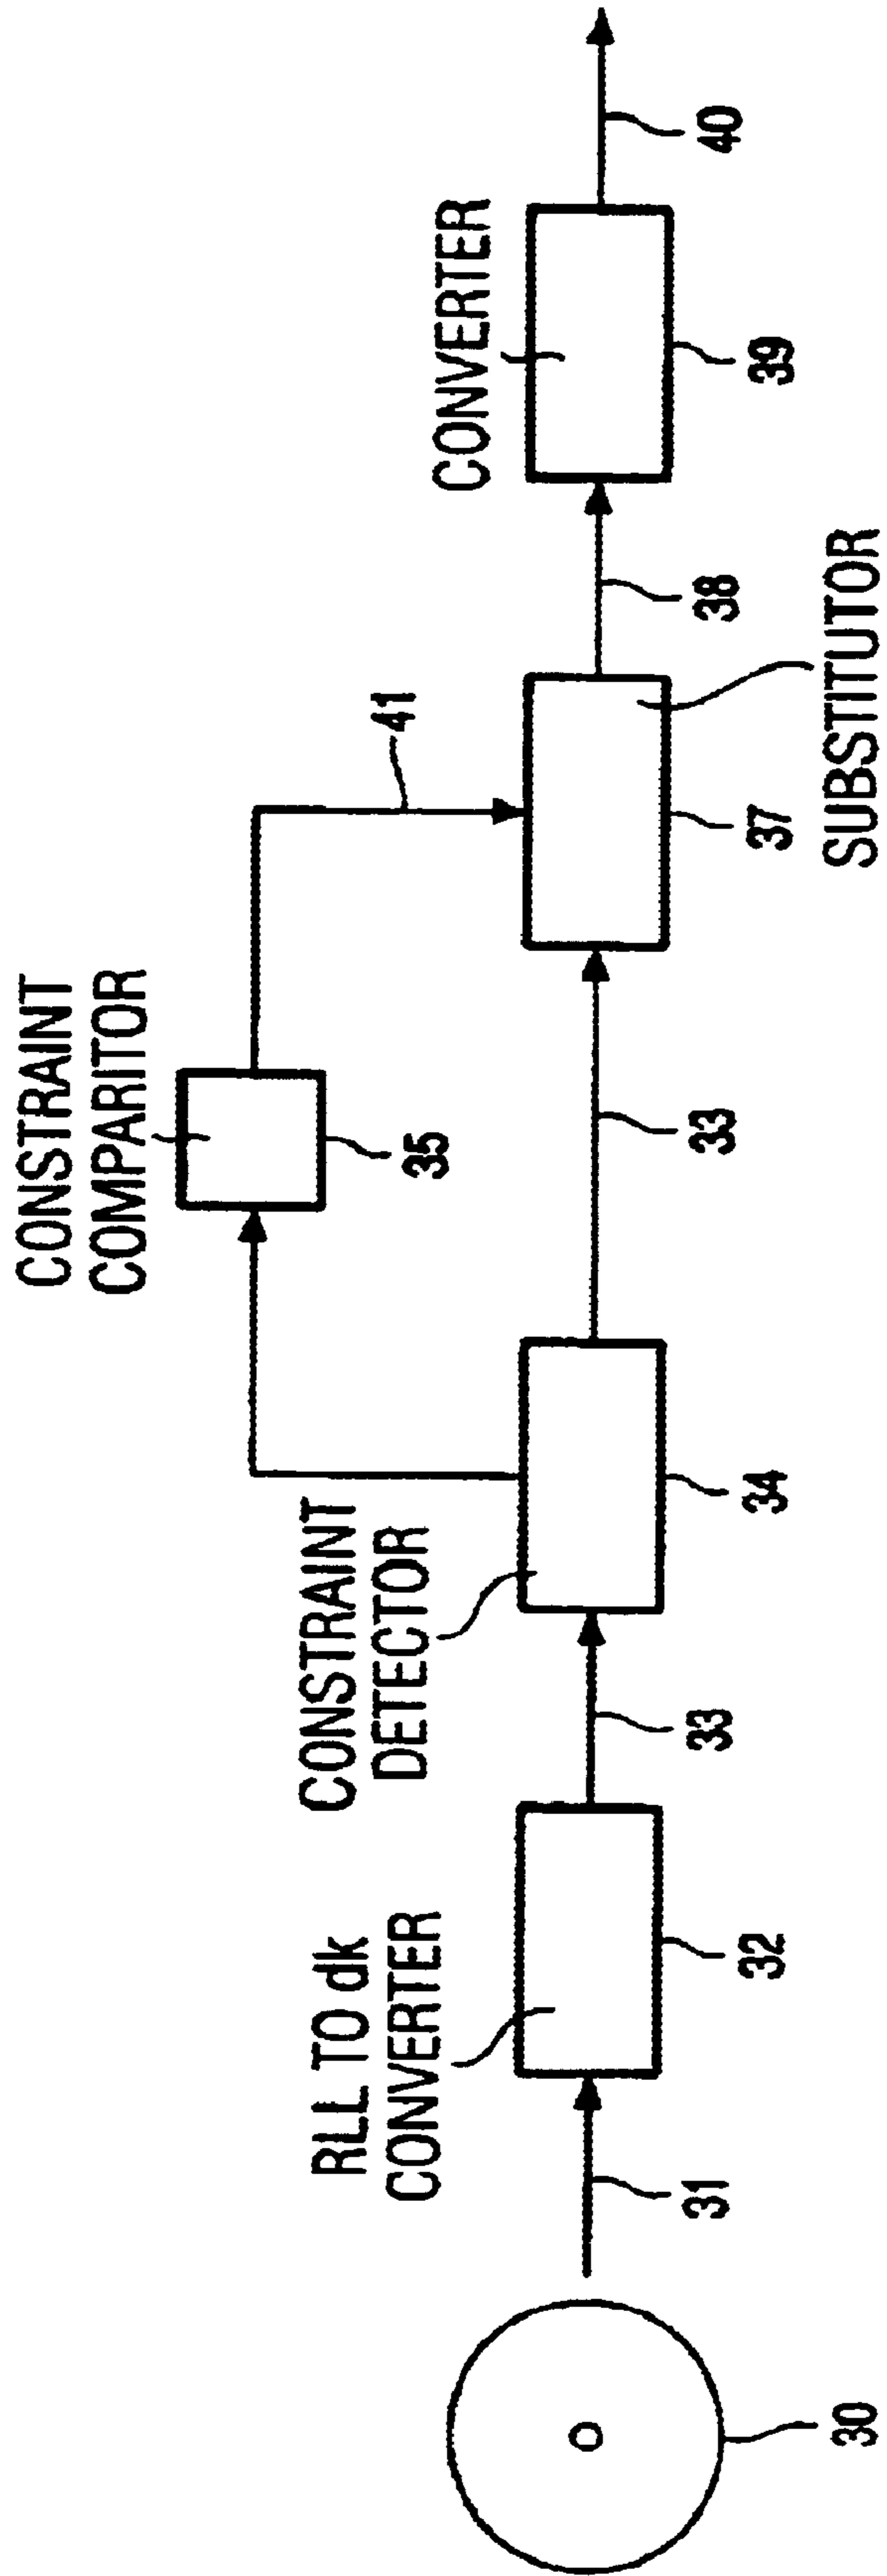 CONSTRAINT
COMPARITOR
35
41
CONVERTER
RLL TO dk
CONVERTER
CONSTRAINT
DETECTOR
30
31
32
33
34
33
37
SUBSTITUTOR
38
39
40